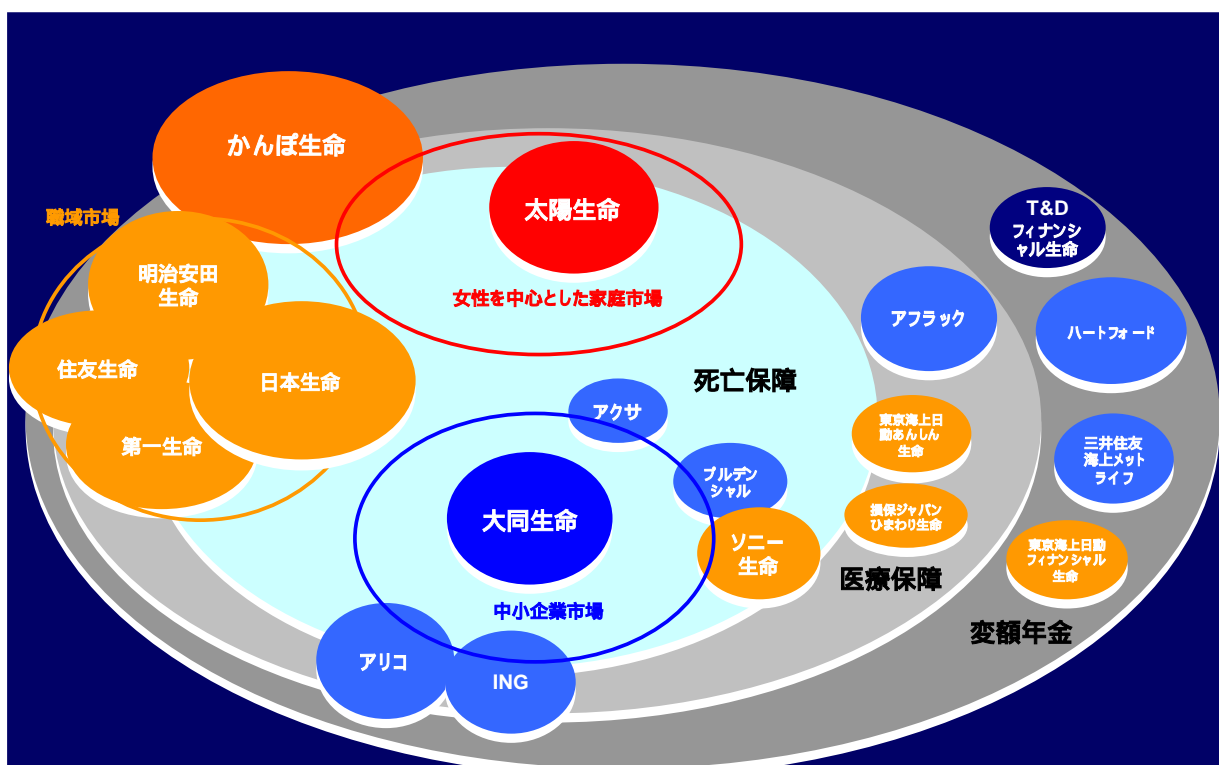 かんぽ生命
太陽生命
女性を中心とした家庭市場
職域市場
明治安田
生命
住友生命
日本生命
第一生命
T&D
フィナンシ
ャル生命
アフラック
ハートフォード
死亡保障
アクサ
プルデン
シャル
東京海上日
動あんしん
生命
三井住友
海上メット
ライフ
大同生命
ソニー
生命
損保ジャパン
ひまわり生命
東京海上日動
フィナンシャル
生命
医療保障
中小企業市場
変額年金
アリコ
ING